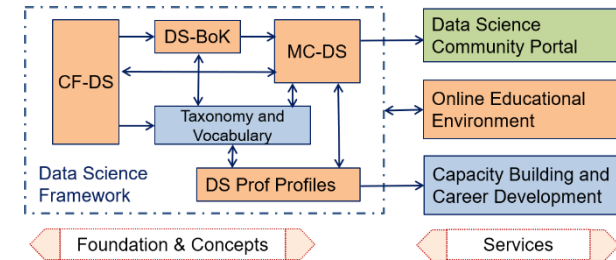 DS-BoK
MC-DS
CF-DS
Taxonomy and
Vocabulary
Data Science
Framework
DS Prof Profiles
Data Science
Community Portal
Online Educational
Environment
Capacity Building and
Career Development
Foundation & Concepts
Services